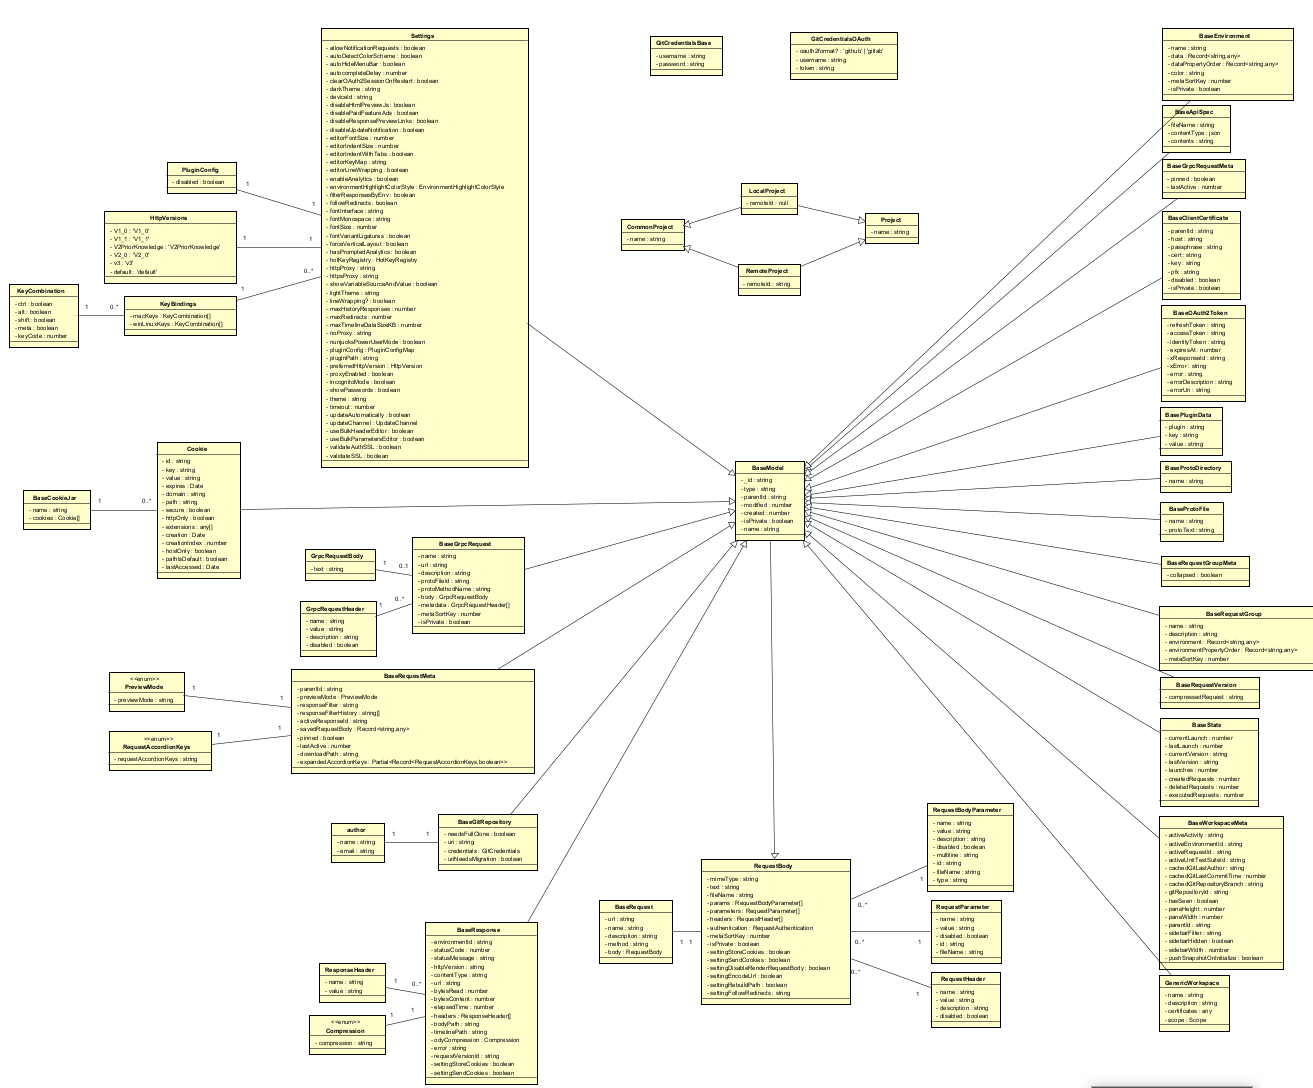 Settings
- allowNotificationRequests : boolean
- autoDetectColorScheme : boolean
- autoHideMenuBar : boolean
- autocompleteDelay : number
- clearOAuth2SessionOnRestart : boolean
- darkTheme : string
- deviceId : string
- disableHtmlPreviewJs : boolean
- disablePaidFeatureAds : boolean
- disableResponsePreviewLinks : boolean
- disableUpdateNotification : boolean
- editorFontSize : number
- editorIndentSize : number
- editorIndentWithTabs : boolean
- editorKeyMap : string
- editorLineWrapping : boolean
- enableAnalytics : boolean
- environmentHighlightColorStyle : EnvironmentHighlightColorStyle
- filterResponsesByEnv : boolean
- followRedirects : boolean
- fontInterface : string
- fontMonospace : string
- fontSize : number
- fontVariantLigatures : boolean
- forceVerticalLayout : boolean
- hasPromptedAnalytics : boolean
- hotKeyRegistry : HotKeyRegistry
- httpProxy : string
- httpsProxy : string
- showVariableSourceAndValue : boolean
- lightTheme : string
- lineWrapping? : boolean
- maxHistoryResponses : number
- maxRedirects : number
- maxTimelineDataSizeKB : number
- noProxy : string
- nunjucksPowerUserMode : boolean
- pluginConfig : PluginConfigMap
- pluginPath : string
- preferredHttpVersion : HttpVersion
- proxyEnabled : boolean
- incognitoMode : boolean
- showPasswords : boolean
- theme : string
- timeout : number
- updateAutomatically : boolean
- updateChannel : UpdateChannel
- useBulkHeaderEditor : boolean
- useBulkParametersEditor : boolean
- validateAuthSSL : boolean
- validateSSL : boolean
GitCredentialsBase
- username : string
- password : string
GitCredentialsOAuth
- oauth2format? : 'github' | 'gitlab'
- username : string
- token : string
BaseEnvironment
- name : string
- data : Record<string,any>
- dataPropertyOrder : Record<string,any>
- color : string
- metaSortKey : number
- isPrivate : boolean
BaseApiSpec
- fileName : string
- contentType : json
- contents : string
BaseGrpcRequestMeta
- pinned : boolean
- lastActive : number
BaseClientCertificate
- parentId : string
- host : string
- passphrase : string
- cert : string
- key : string
- pfx : string
- disabled : boolean
- isPrivate : boolean
BaseOAuth2Token
- refreshToken : string
- accessToken : string
- identityToken : string
- expiresAt : number
- xResponseId : string
- xError : string
- error : string
- errorDescription : string
- errorUri : string
BasePluginData
- plugin : string
- key : string
- value : string
BaseProtoDirectory
- name : string
BaseProtoFile
- name : string
- protoText : string
BaseRequestGroupMeta
- collapsed : boolean
BaseRequestGroup
- name : string
- description : string
- environment : Record<string,any>
- environmentPropertyOrder : Record<string,any>
- metaSortKey : number
BaseRequestVersion
- compressedRequest : string
BaseStats
- currentLaunch : number
- lastLaunch : number
- currentVersion : string
- lastVersion : string
- launches : number
- createdRequests : number
- deletedRequests : number
- executedRequests : number
BaseWorkspaceMeta
- activeActivity : string
- activeEnvironmentId : string
- activeRequestId : string
- activeUnitTestSuiteId : string
- cachedGitLastAuthor : string
- cachedGitLastCommitTime : number
- cachedGitRepositoryBranch : string
- gitRepositoryId : string
- hasSeen : boolean
- paneHeight : number
- paneWidth : number
- parentId : string
- sidebarFilter : string
- sidebarHidden : boolean
- sidebarWidth : number
- pushSnapshotOnInitialize : boolean
GenericWorkspace
- name : string
- description : string
- certificates : any
- scope : Scope
PluginConfig
- disabled : boolean
1
1
HttpVersions
- V1_0 : 'V1_0'
- V1_1 : 'V1_1'
- V2PriorKnowledge : 'V2PriorKnowledge'
- V2_0 : 'V2_0'
- v3 : 'v3'
- default : 'default'
1
1
KeyCombination
- ctrl : boolean
- alt : boolean
- shift : boolean
- meta : boolean
- keyCode : number
1
0..*
KeyBindings
- macKeys : KeyCombination[]
- winLinuxKeys : KeyCombination[]
1
0..*
LocalProject
- remoteId : null
CommonProject
- name : string
Project
- name : string
RemoteProject
- remoteId : string
BaseCookieJar
- name : string
- cookies : Cookie[]
1
0..*
Cookie
- id : string
- key : string
- value : string
- expires : Date
- domain : string
- path : string
- secure : boolean
- httpOnly : boolean
- extensions : any[]
- creation : Date
- creationIndex : number
- hostOnly : boolean
- pathIsDefault : boolean
- lastAccessed : Date
BaseModel
- _id : string
- type : string
- parentId : string
- modified : number
- created : number
- isPrivate : boolean
- name : string
GrpcRequestBody
- text : string
1
0..1
GrpcRequestHeader
- name : string
- value : string
- description : string
- disabled : boolean
1
0..*
BaseGrpcRequest
- name : string
- url : string
- description : string
- protoFileId : string
- protoMethodName : string
- body : GrpcRequestBody
- metadata : GrpcRequestHeader[]
- metaSortKey : number
- isPrivate : boolean
<<enum>>
PreviewMode
- previewMode : string
1
1
<<enum>>
RequestAccordionKeys
- requestAccordionKeys : string
1
1
BaseRequestMeta
- parentId : string
- previewMode : PreviewMode
- responseFilter : string
- responseFilterHistory : string[]
- activeResponseId : string
- savedRequestBody : Record<string,any>
- pinned : boolean
- lastActive : number
- downloadPath : string
- expandedAccordionKeys : Partial<Record<RequestAccordionKeys,boolean>>
author
- name : string
- email : string
1
1
BaseGitRepository
- needsFullClone : boolean
- uri : string
- credentials : GitCredentials
- uriNeedsMigration : boolean
ResponseHeader
- name : string
- value : string
1
0..*
<<enum>>
Compression
- compression : string
1
1
BaseResponse
- environmentId : string
- statusCode : number
- statusMessage : string
- httpVersion : string
- contentType : string
- url : string
- bytesRead : number
- bytesContent : number
- elapsedTime : number
- headers : ResponseHeader[]
- bodyPath : string
- timelinePath : string
- odyCompression : Compression
- error : string
- requestVersionId : string
- settingStoreCookies : boolean
- settingSendCookies : boolean
BaseRequest
- url : string
- name : string
- description : string
- method : string
- body : RequestBody
1 1
RequestBody
- mimeType : string
- text : string
- fileName : string
- params : RequestBodyParameter[]
- parameters : RequestParameter[]
- headers : RequestHeader[]
- authentication : RequestAuthentication
- metaSortKey : number
- isPrivate : boolean
- settingStoreCookies : boolean
- settingSendCookies : boolean
- settingDisableRenderRequestBody : boolean
- settingEncodeUrl : boolean
- settingRebuildPath : boolean
- settingFollowRedirects : string
0..*
1
0..*
1
0..*
1
RequestBodyParameter
- name : string
- value : string
- description : string
- disabled : boolean
- multiline : string
- id : string
- fileName : string
- type : string
RequestParameter
- name : string
- value : string
- disabled : boolean
- id : string
- fileName : string
RequestHeader
- name : string
- value : string
- description : string
- disabled : boolean